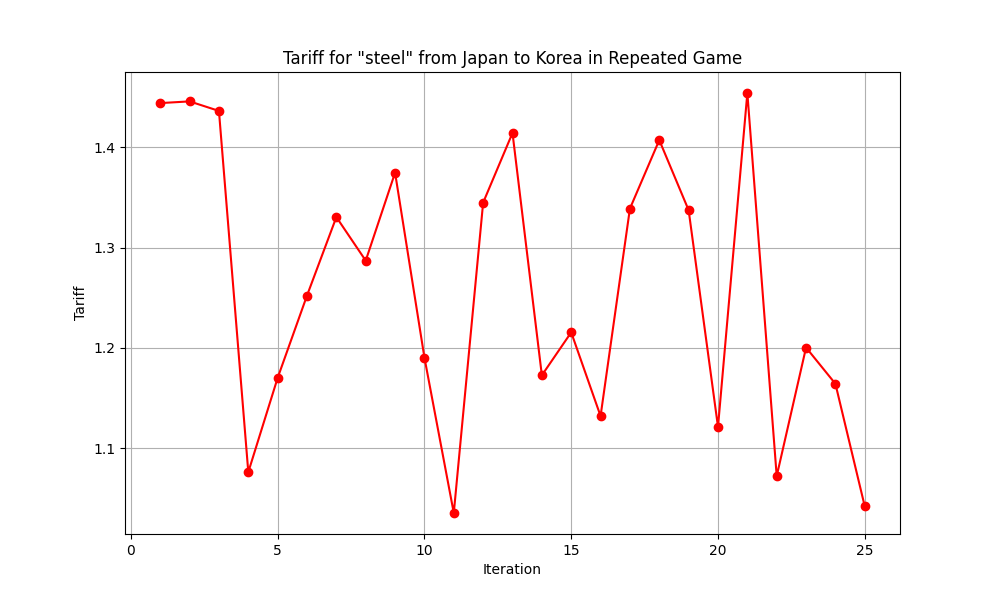 Tariff for "steel" from Japan to Korea in Repeated Game
Tariff
1.4
1.3
1.2
1.1
0 5 10 15 20 25
Iteration